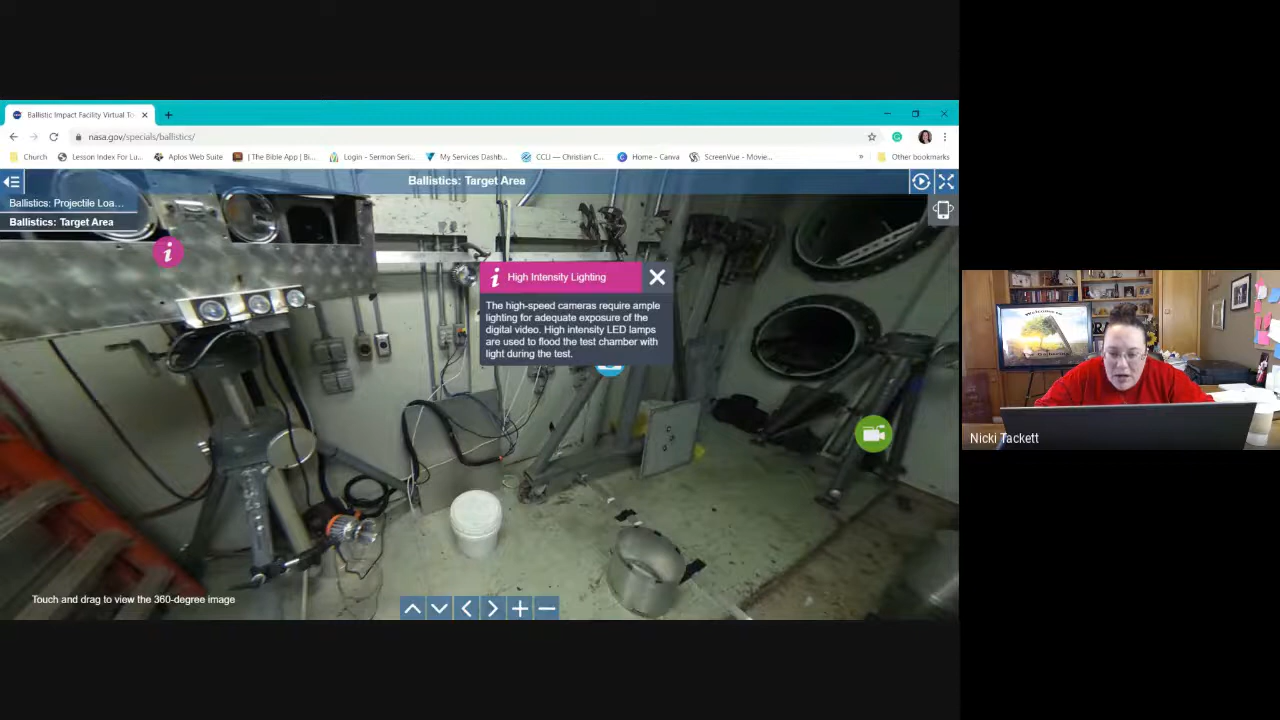 Ballistic Impact Facility Virtual To
nasa.gov/specials/ballistics/
Church
Lesson Index For Lu...
Aplos Web Suite
| The Bible App | Bi...
Login - Sermon Seri...
My Services Dashb...
CCLI — Christian C...
Home - Canva
ScreenVue - Movie...
»
Other bookmarks
Ballistics: Target Area
Ballistics: Projectile Loa...
Ballistics: Target Area
i
i High Intensity Lighting
The high-speed cameras require ample
lighting for adequate exposure of the
digital video. High intensity LED lamps
are used to flood the test chamber with
light during the test.
Touch and drag to view the 360-degree image
Welcome to
Nicki Tackett